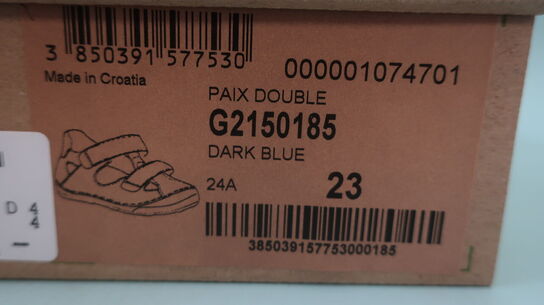 3 850391 577530
000001074701
Made in Croatia
PAIX DOUBLE
G2150185
DARK BLUE
24A 23
D 4
4
385039157753000185